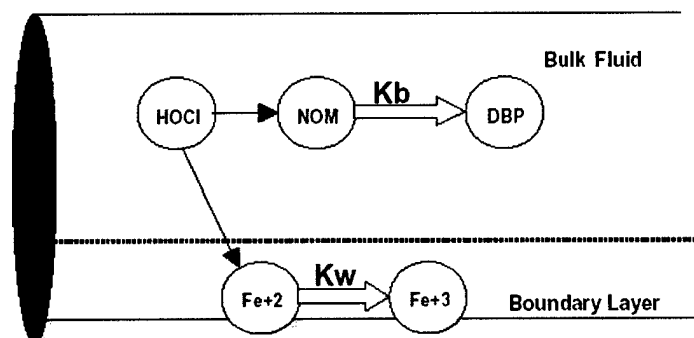 Bulk Fluid
HOCl
NOM
Kb
DBP
Fe+2
Kw
Fe+3
Boundary Layer